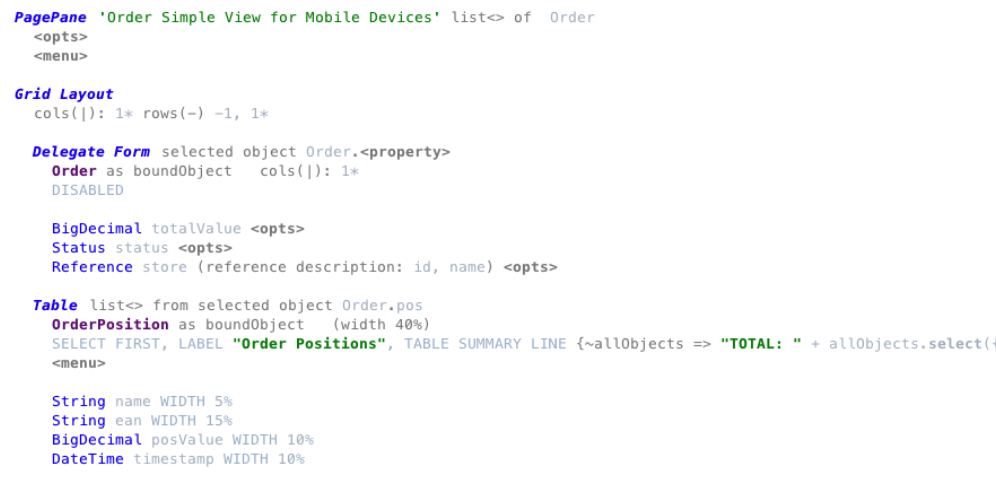 PagePane 'Order Simple View for Mobile Devices' list<> of Order
<opts>
<menu>
Grid Layout
cols(|): 1* rows(-) -1, 1*
Delegate Form selected object Order.<property>
Order as boundObject cols(|): 1*
DISABLED
BigDecimal totalValue <opts>
Status status <opts>
Reference store (reference description: id, name) <opts>
Table list<> from selected object Order.pos
OrderPosition as boundObject (width 40%)
SELECT FIRST, LABEL "Order Positions", TABLE SUMMARY LINE {~allObjects => "TOTAL: " + allObjects.select({
<menu>
String name WIDTH 5%
String ean WIDTH 15%
BigDecimal posValue WIDTH 10%
DateTime timestamp WIDTH 10%